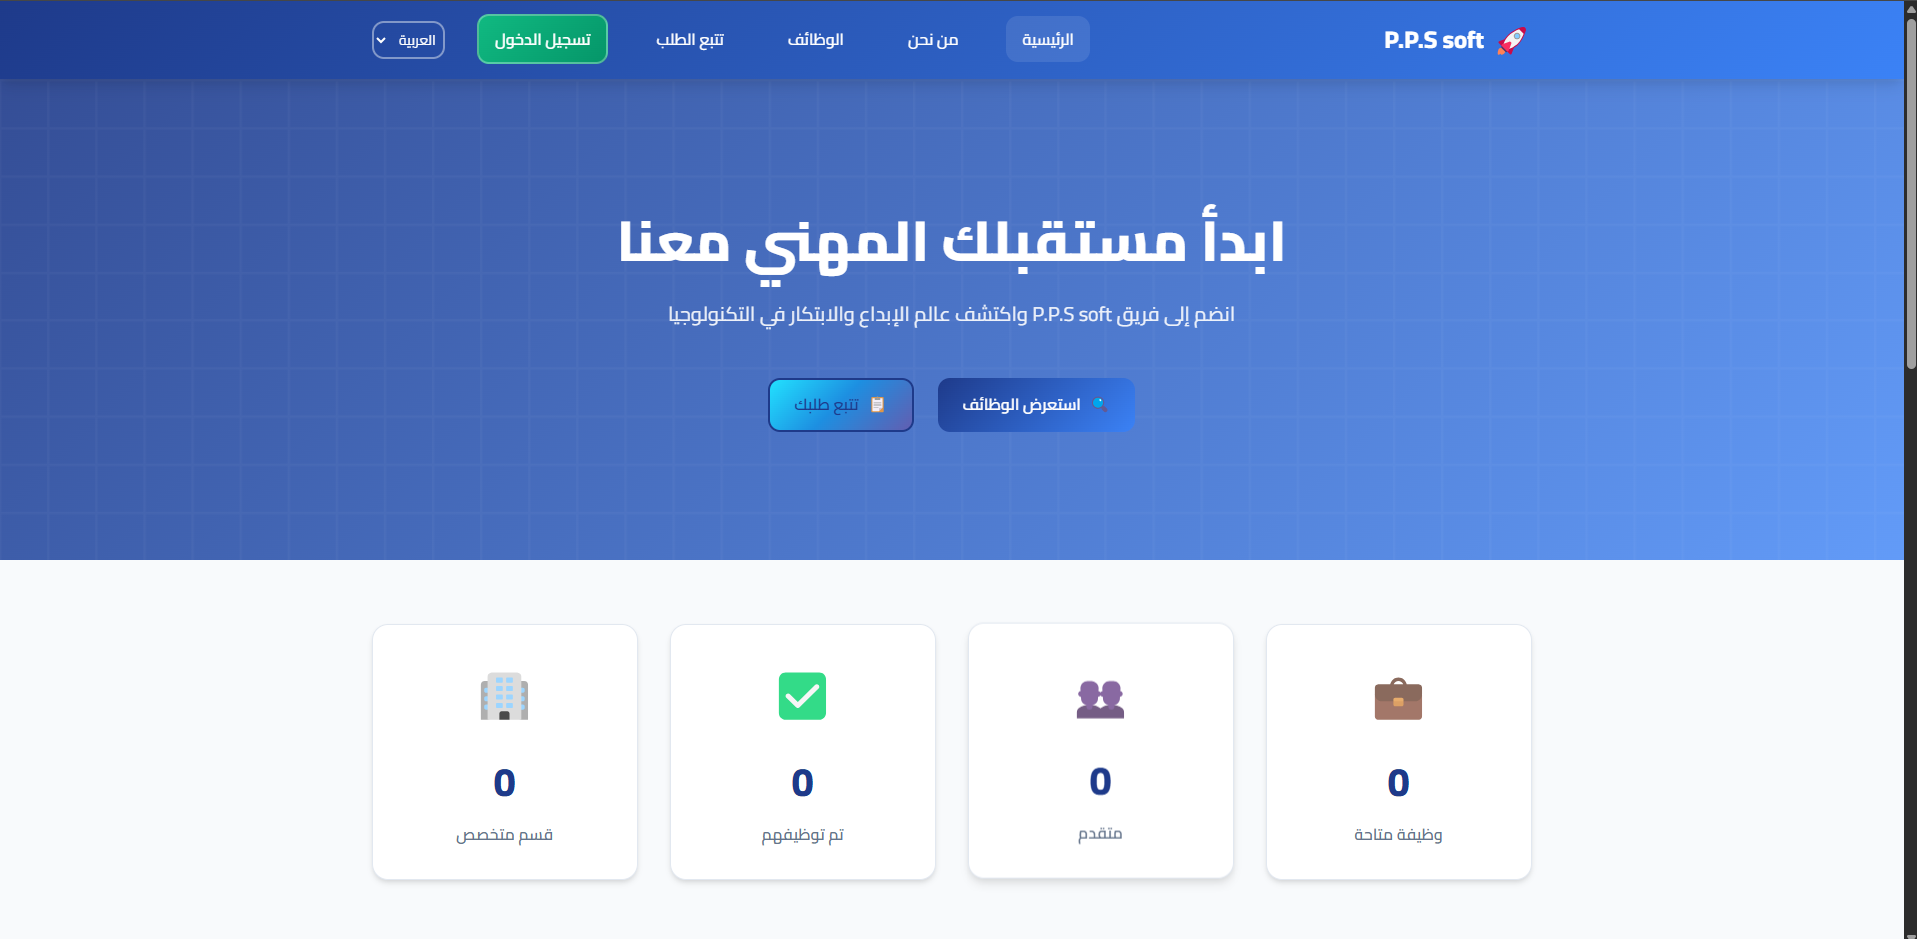 P.P.S soft
الرئيسية
من نحن
الوظائف
تتبع الطلب
تسجيل الدخول
العربية
ابدأ مستقبلك المهني معنا
انضم إلى فريق P.P.S soft واكتشف عالم الإبداع والابتكار في التكنولوجيا
استعرض الوظائف
تتبع طلبك
0
وظيفة متاحة
0
متقدم
0
تم توظيفهم
0
قسم متخصص